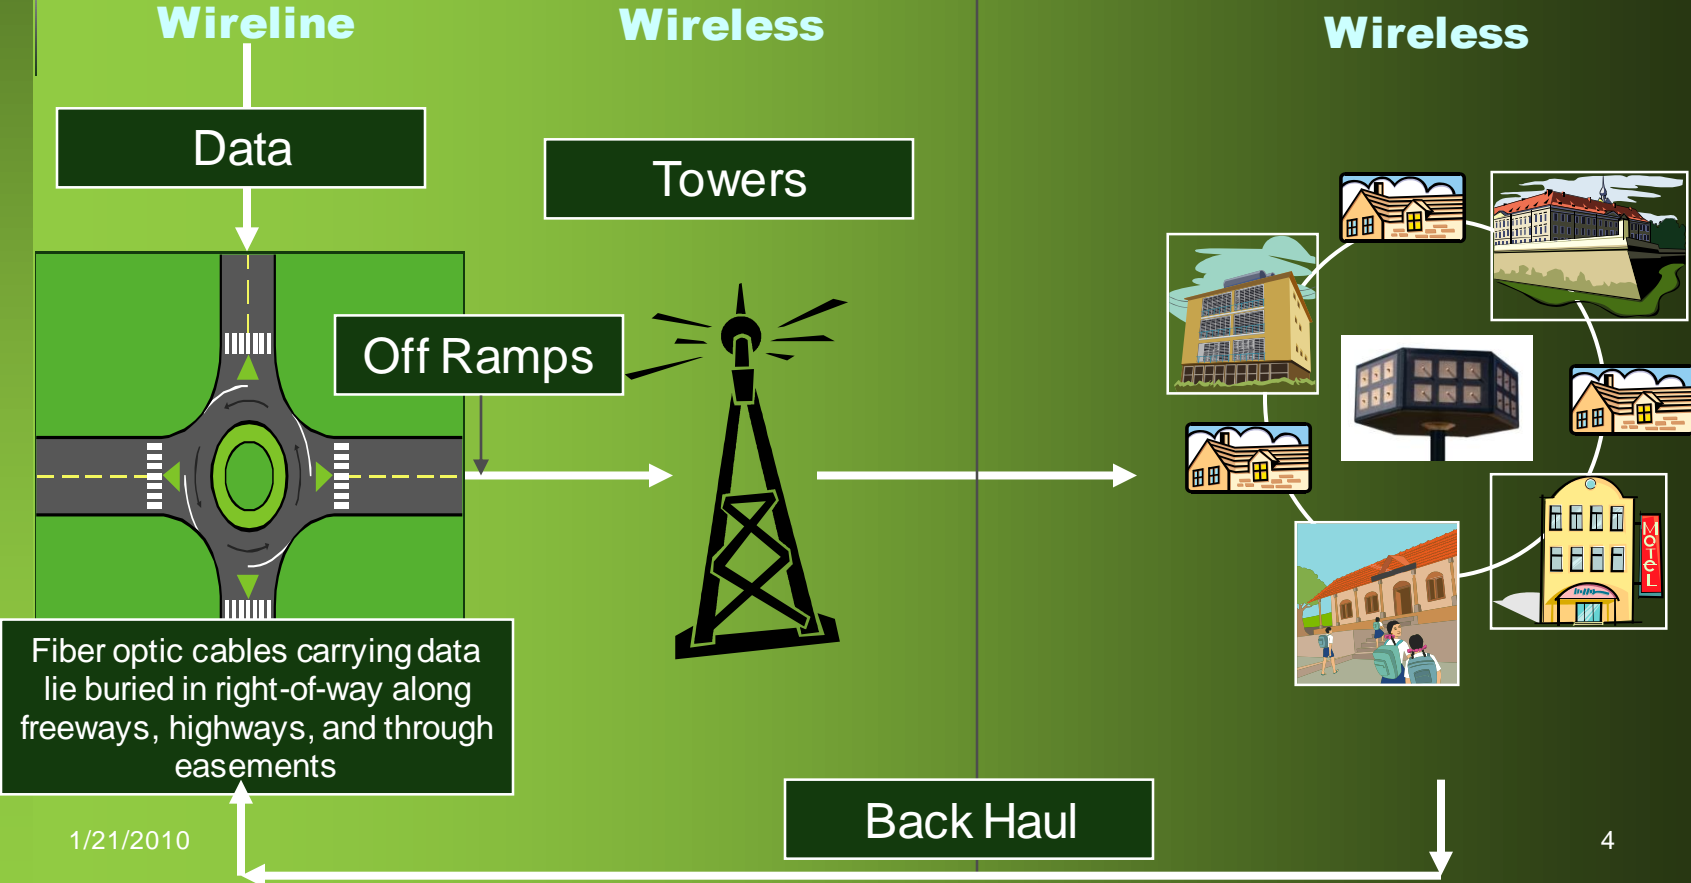 Wireline
Wireless
Wireless
Data
Towers
Off Ramps
MOTEL
Fiber optic cables carrying data
lie buried in right-of-way along
freeways, highways, and through
easements
Back Haul
1/21/2010
4